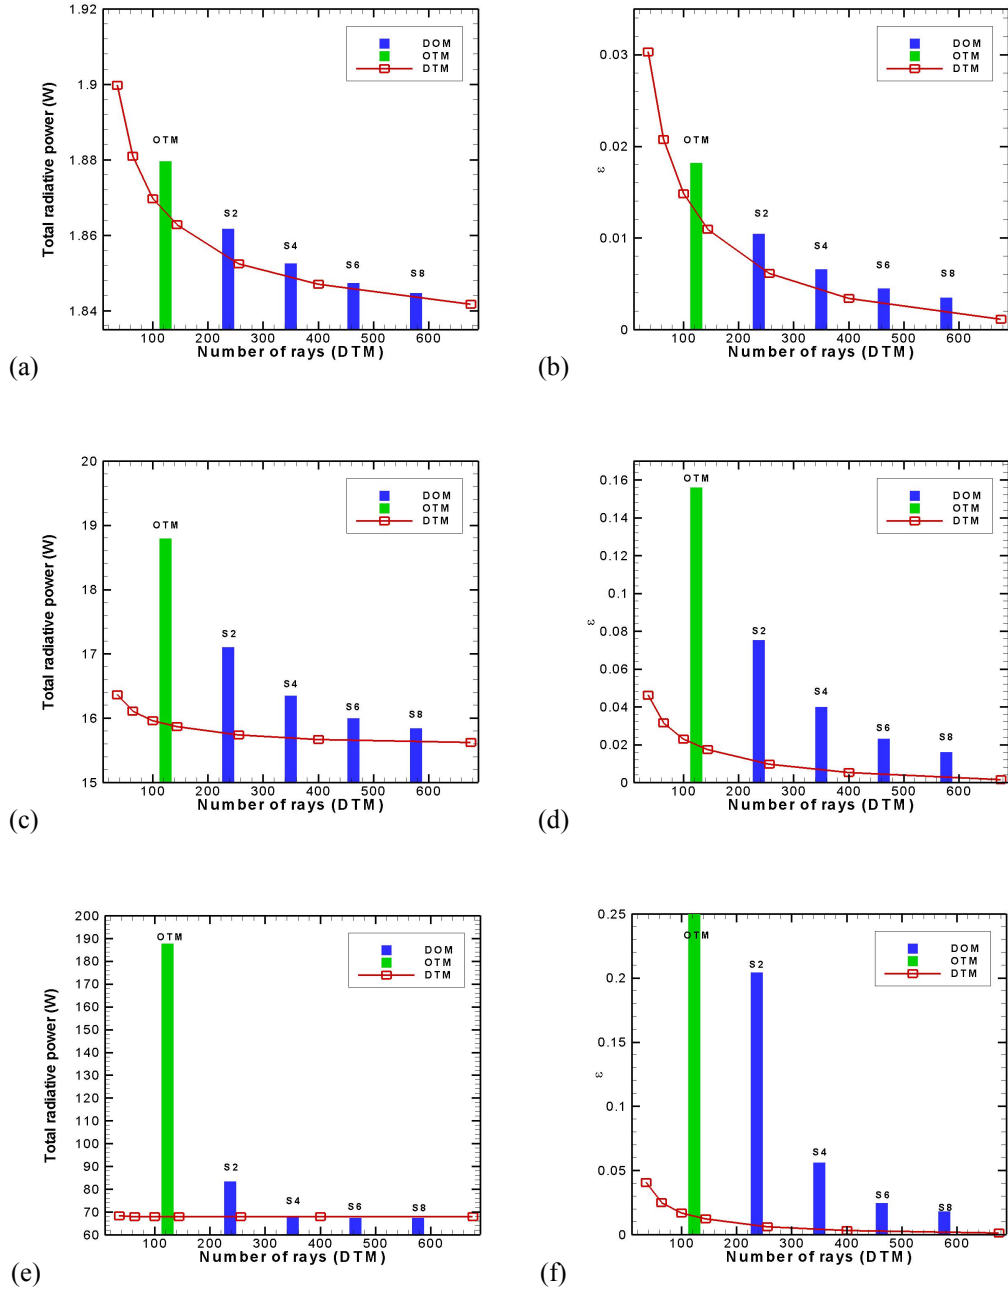 1.92
1.9
1.88
1.86
1.84
Total radiative power (W)
DOM
OTM
DTM
OTM
S2
S4
S6
S8
100 200 300 400 500 600
Number of rays (DTM)
(a)
0.03
0.02
0.01
0
ε
DOM
OTM
DTM
OTM
S2
S4
S6
S8
100 200 300 400 500 600
Number of rays (DTM)
(b)
20
19
18
17
16
15
Total radiative power (W)
DOM
OTM
DTM
OTM
S2
S4
S6
S8
100 200 300 400 500 600
Number of rays (DTM)
(c)
0.16
0.14
0.12
0.1
0.08
0.06
0.04
0.02
0
ε
DOM
OTM
DTM
OTM
S2
S4
S6
S8
100 200 300 400 500 600
Number of rays (DTM)
(d)
200
190
180
170
160
150
140
130
120
110
100
90
80
70
60
Total radiative power (W)
DOM
OTM
DTM
OTM
S2
S4
S6
S8
100 200 300 400 500 600
Number of rays (DTM)
(e)
0.25
0.2
0.15
0.1
0.05
0
ε
DOM
OTM
DTM
OTM
S2
S4
S6
S8
100 200 300 400 500 600
Number of rays (DTM)
(f)